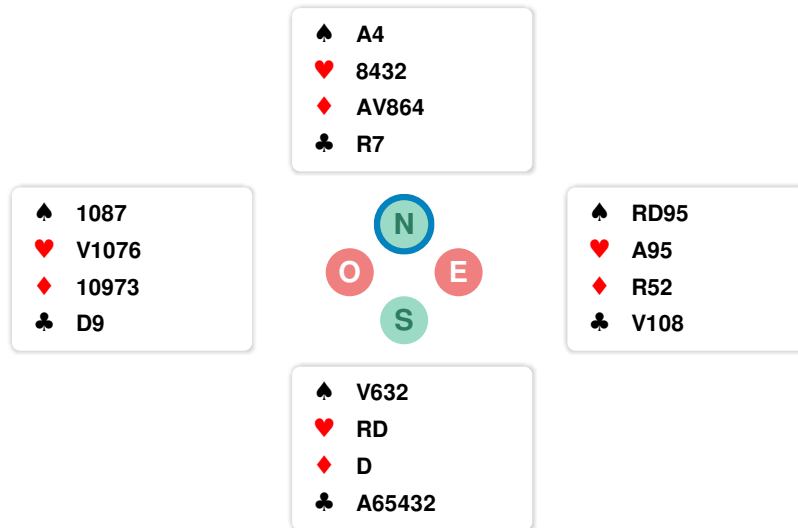 ♠ A4
♥ 8432
♦ AV864
♣ R7
♠ 1087
♥ V1076
♦ 10973
♣ D9
N
O E
S
♠ RD95
♥ A95
♦ R52
♣ V108
♠ V632
♥ RD
♦ D
♣ A65432